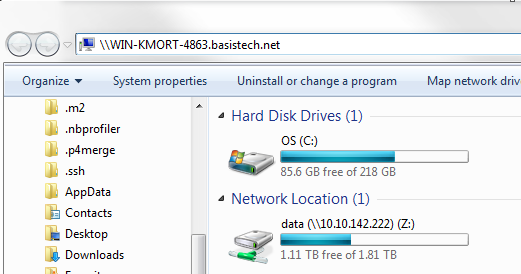 \\WIN-KMORT-4863.basistech.net
Organize System properties Uninstall or change a program Map network driv
.m2
.nbprofiler
.p4merge
.ssh
AppData
Contacts
Desktop
Downloads
Hard Disk Drives (1)
OS (C:)
85.6 GB free of 218 GB
Network Location (1)
data (\\10.10.142.222) (Z:)
1.11 TB free of 1.81 TB